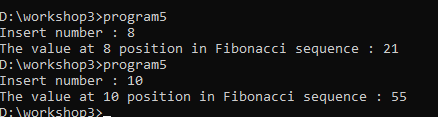 D:\workshop3>program5
Insert number : 8
The value at 8 position in Fibonacci sequence : 21
D:\workshop3>program5
Insert number : 10
The value at 10 position in Fibonacci sequence : 55
D:\workshop3>_